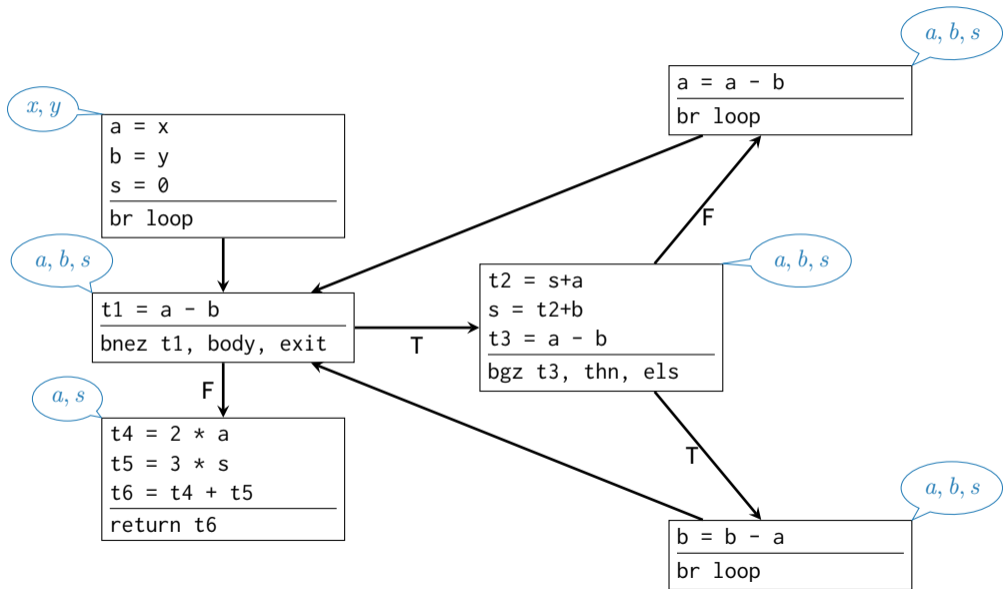 x, y
a = x
b = y
s = 0
br loop
a, b, s
t1 = a - b
bnez t1, body, exit
T
F
a, s
t4 = 2 * a
t5 = 3 * s
t6 = t4 + t5
return t6
a, b, s
t2 = s+a
s = t2+b
t3 = a - b
bgz t3, thn, els
F
a, b, s
a = a - b
br loop
T
a, b, s
b = b - a
br loop